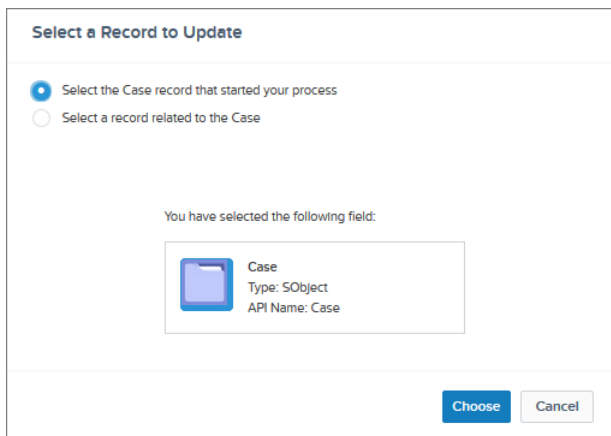 Select a Record to Update
Select the Case record that started your process
Select a record related to the Case
You have selected the following field:
Case
Type: SObject
API Name: Case
Choose
Cancel